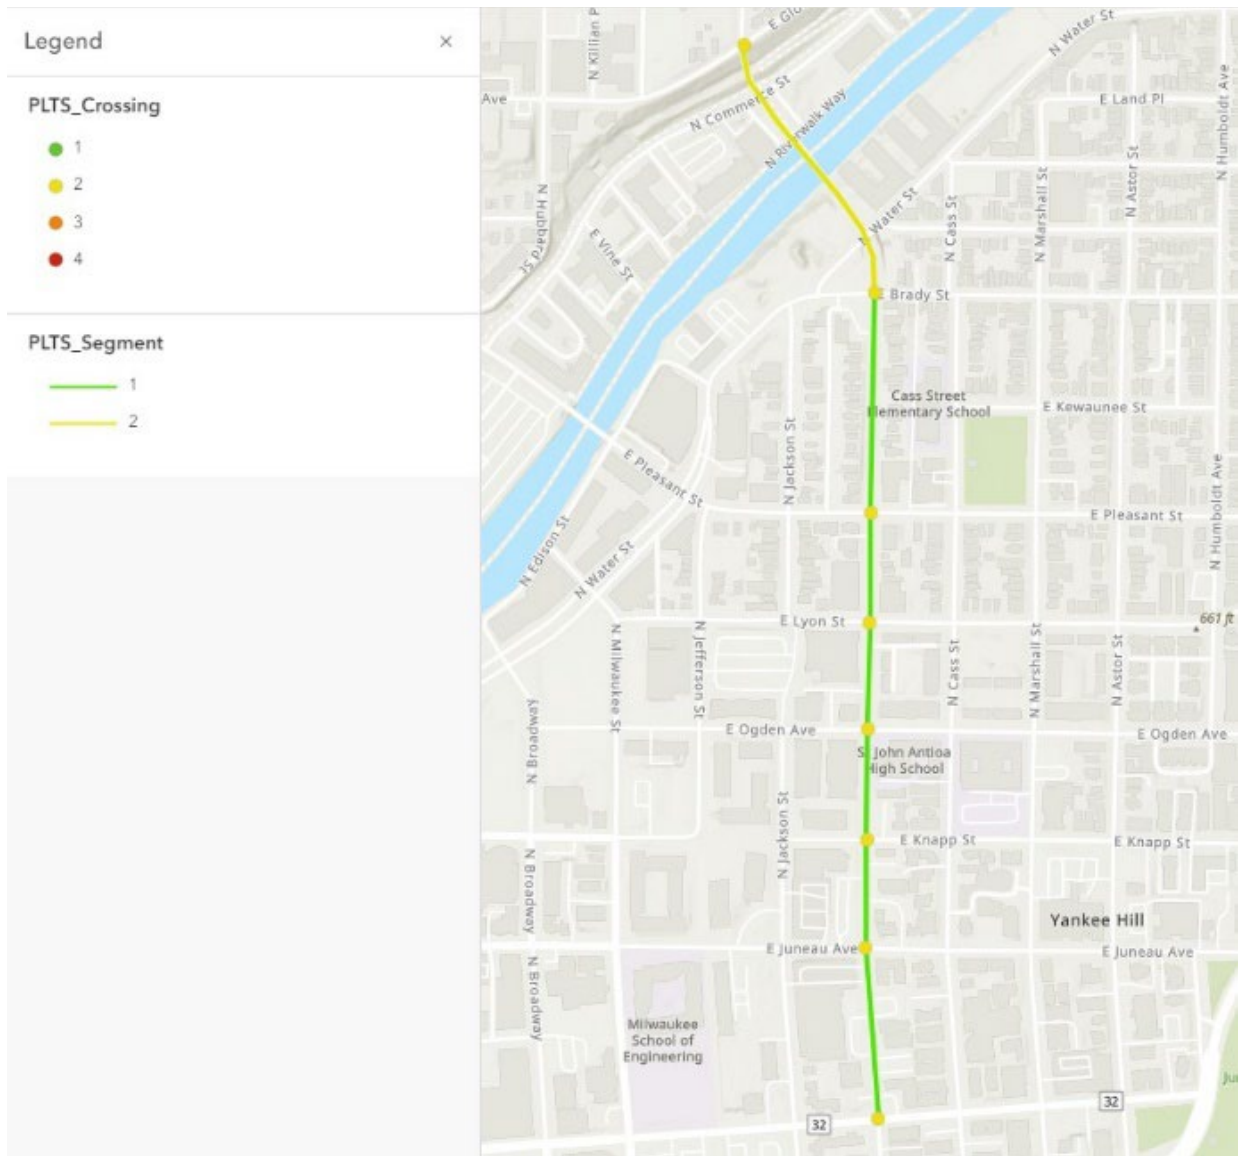 Legend
×
PLTS_Crossing
1
2
3
4
PLTS_Segment
1
2
N Killian P
E Glo
N Water St
Ave
N Commerce St
E Land Pl
N Humboldt Ave
N Riverwalk Way
N Astor St
N Hubbard St
N Marshall St
N Cass St
N Water St
E Vine St
E Brady St
Cass Street
Elementary School
E Kewaunee St
N Jackson St
E Pleasant St
N Humboldt Ave
E Pleasant St
N Edison St
N Water St
E Lyon St
661 ft
N Milwaukee St
N Jefferson St
N Cass St
N Marshall St
N Astor St
N Broadway
E Ogden Ave
E Ogden Ave
St John Antioa
High School
N Jackson St
E Knapp St
E Knapp St
N Broadway
Yankee Hill
E Juneau Ave
E Juneau Ave
N Broadway
Milwaukee
School of
Engineering
Ju
32
32